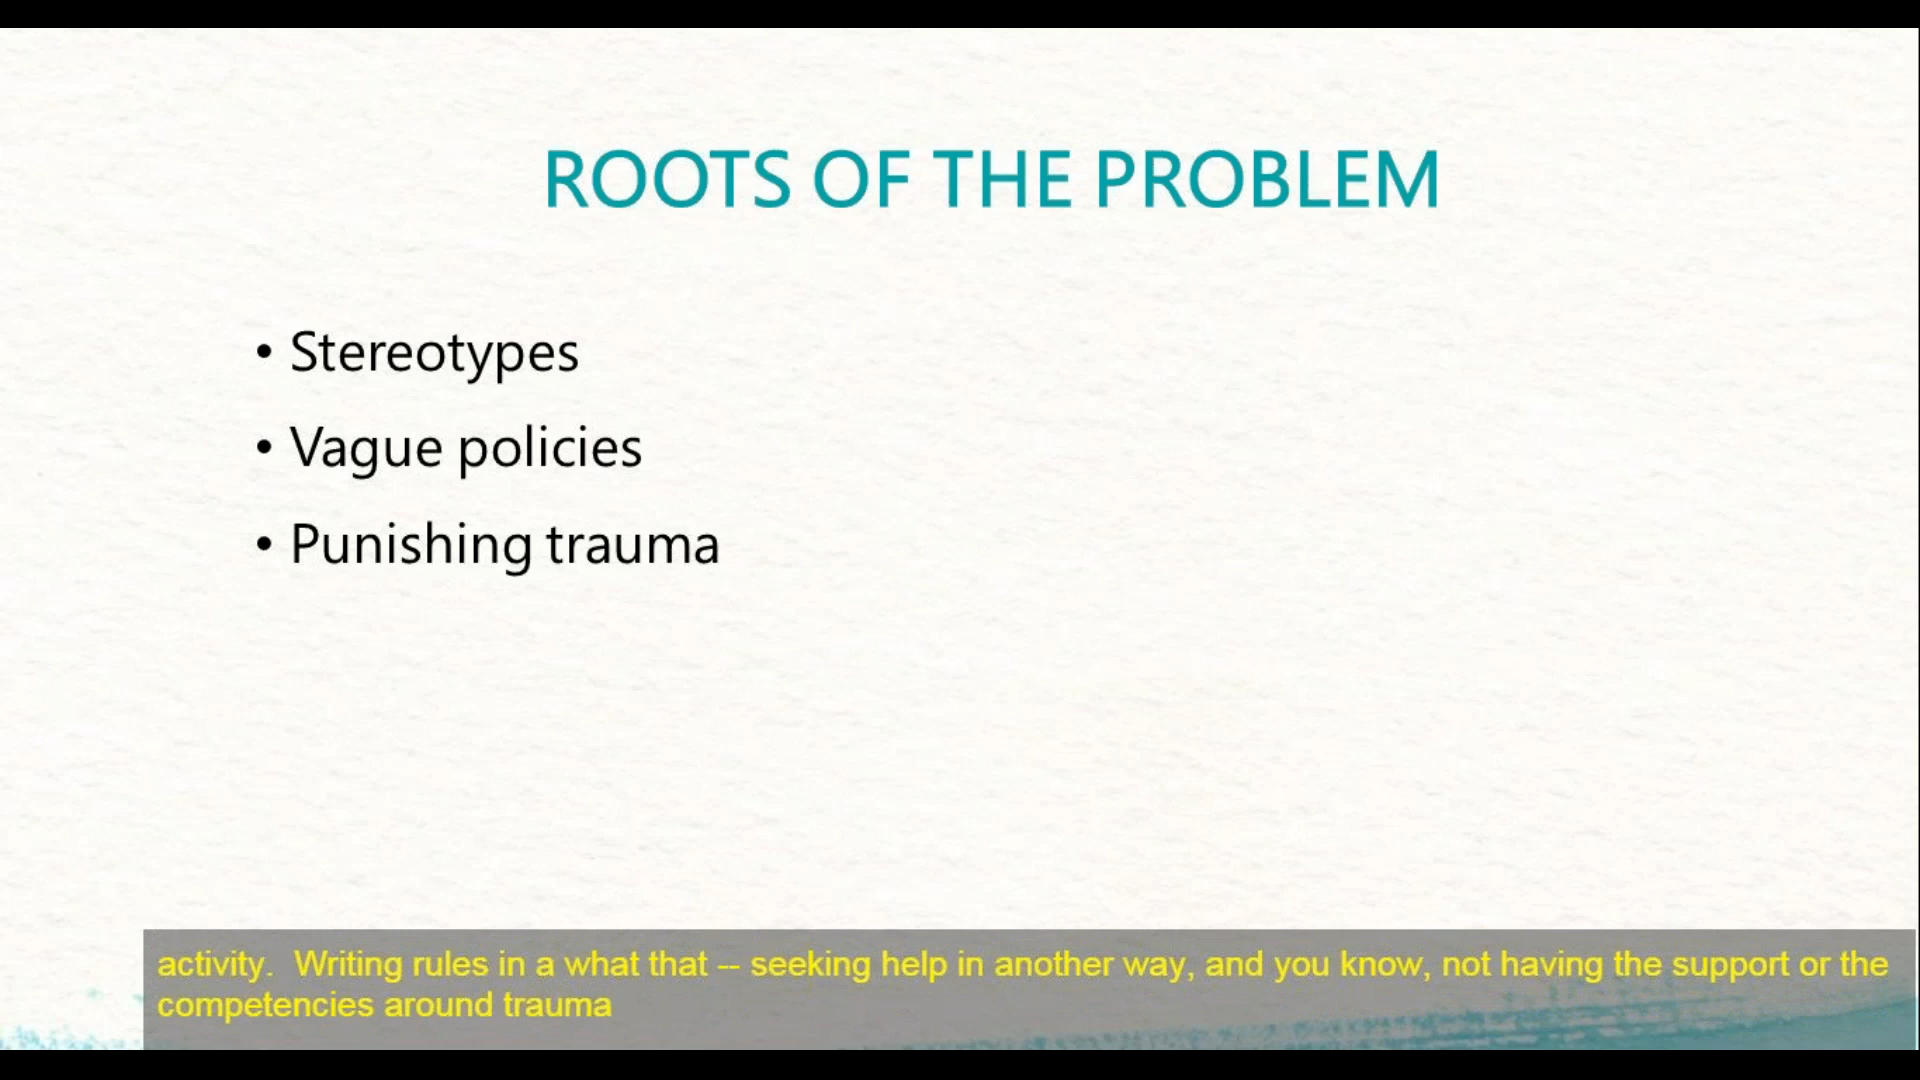 ROOTS OF THE PROBLEM
• Stereotypes
• Vague policies
• Punishing trauma
activity.  Writing rules in a what that -- seeking help in another way, and you know, not having the support or the
competencies around trauma